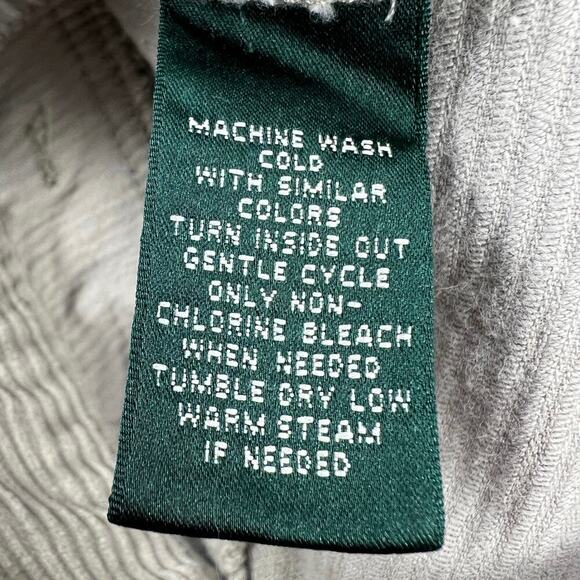 MACHINE WASH
COLD
WITH SIMILAR
COLORS
TURN INSIDE OUT
GENTLE CYCLE
ONLY NON-
CHLORINE BLEACH
WHEN NEEDED
TUMBLE DRY LOW
WARM STEAM
IF NEEDED